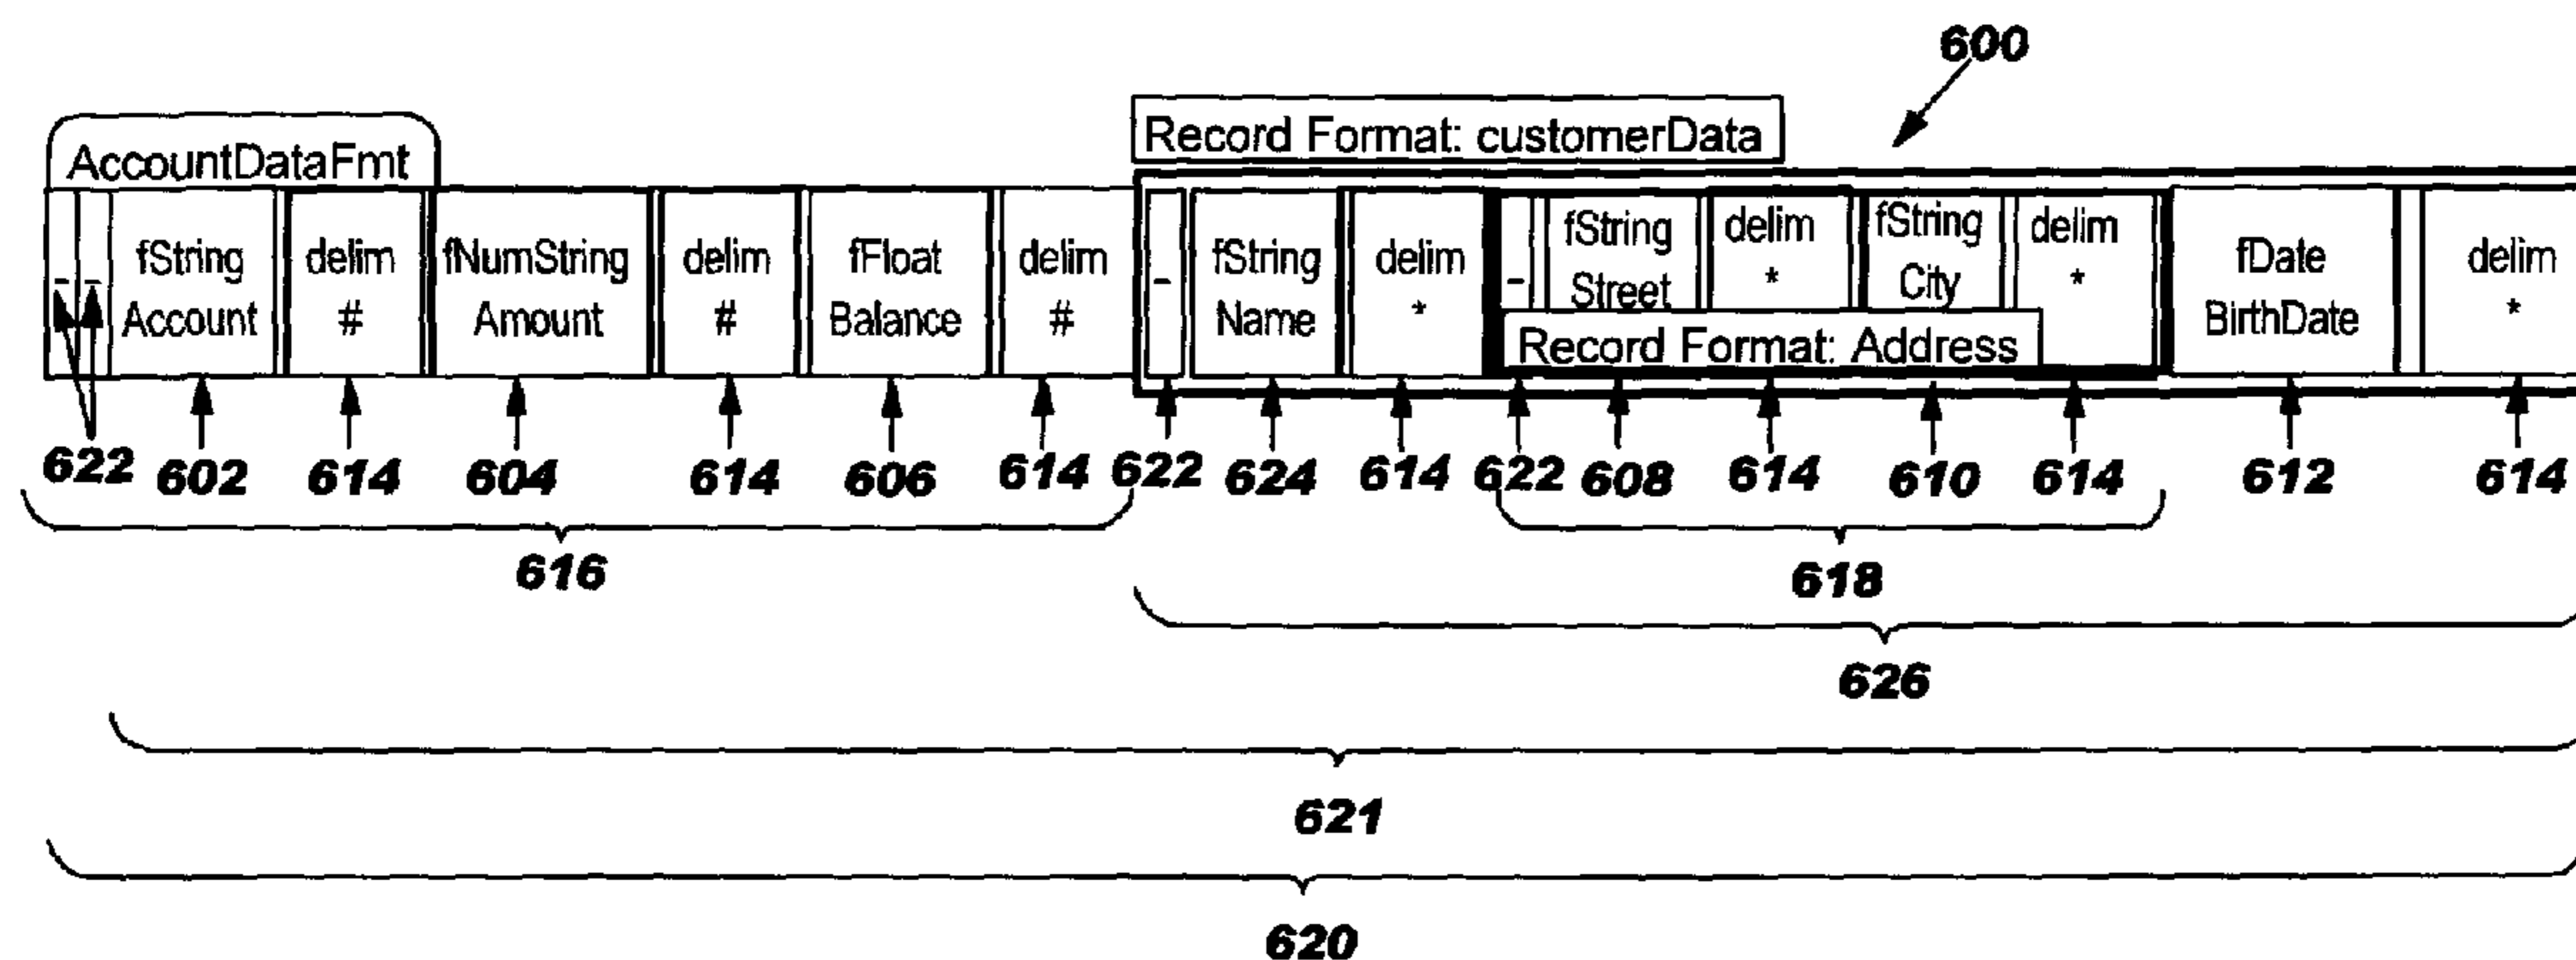 600
Record Format: customerData
AccountDataFmt
- -
fString
Account
delim
#
fNumString
Amount
delim
#
fFloat
Balance
delim
#
-
fString
Name
delim
*
-
fString
Street
delim
*
fString
City
delim
*
Record Format: Address
fDate
BirthDate
delim
*
622 602 614 604 614 606 614 622 624 614 622 608 614 610 614 612 614
616
618
626
621
620